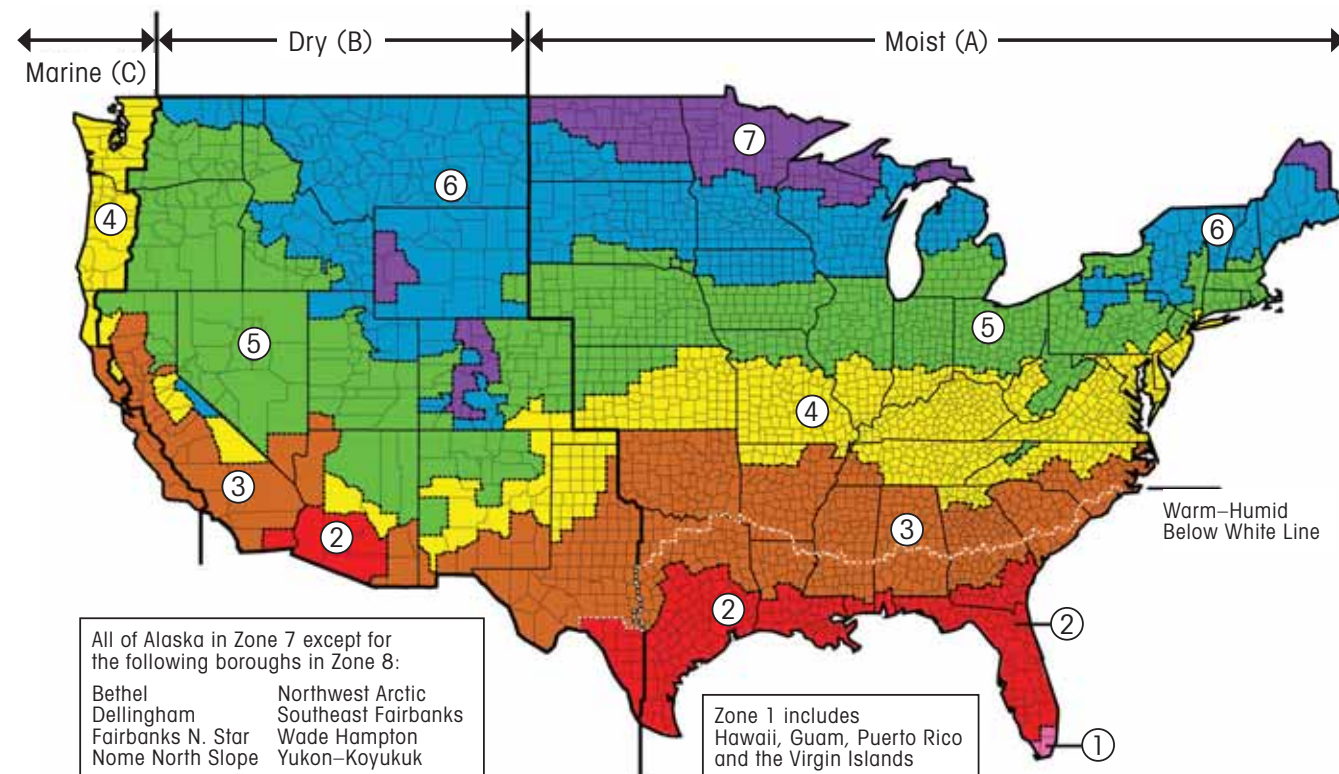 Marine (C)
Dry (B)
Moist (A)
7
6
4
6
5
5
4
3
3
2
2
Warm–Humid
Below White Line
2
1
All of Alaska in Zone 7 except for
the following boroughs in Zone 8:
Bethel Northwest Arctic
Dellingham Southeast Fairbanks
Fairbanks N. Star Wade Hampton
Nome North Slope Yukon–Koyukuk
Zone 1 includes
Hawaii, Guam, Puerto Rico
and the Virgin Islands